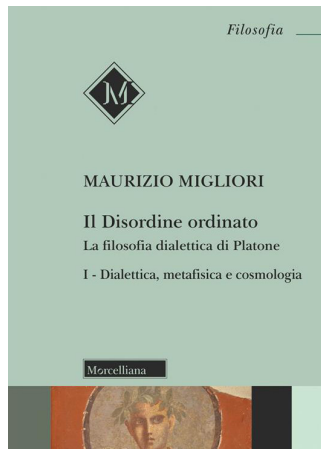 Filosofia
M
MAURIZIO MIGLIORI
Il Disordine ordinato
La filosofia dialettica di Platone
I - Dialettica, metafisica e cosmologia
Morcelliana